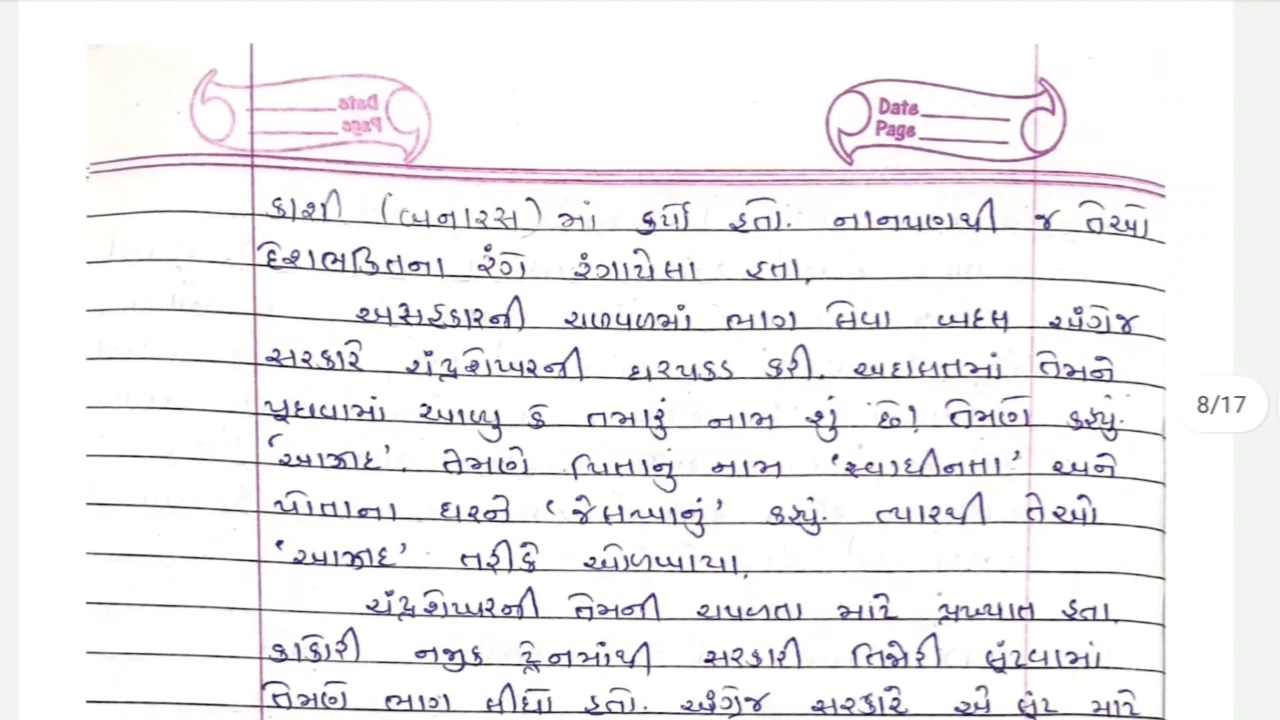 Date
Page
કાશી (બનારસ) માં કર્યો હતો. નાનપણથી જ તેઓ
દેશભકિતના રંગે રંગાયેલા હતા.
અસહકારની ચળવળમાં ભાગ લેવા બદલ અંગ્રેજ
સરકારે ચંદ્રશેખરની ધરપકડ કરી. અદાલતમાં તેમને
પૂછવામાં આવ્યુ કે તમારું નામ શું છે? તેમણે કહ્યું.
'આઝાદ'. તેમણે પિતાનું નામ 'સ્વાધીનતા' અને
પોતાના ઘરને 'જેલખાનું' કહ્યું. ત્યારથી તેઓ
'આઝાદ' તરીકે ઓળખાયા.
ચંદ્રશેખરની તેમની ચપળતા માટે પ્રખ્યાત હતા.
કાકોરી નજીક ટ્રેનમાંથી સરકારી તિજોરી લૂંટવામાં
તેમણે ભાગ લીધો હતો. અંગ્રેજ સરકારે એ લૂંટ માટે
8/17